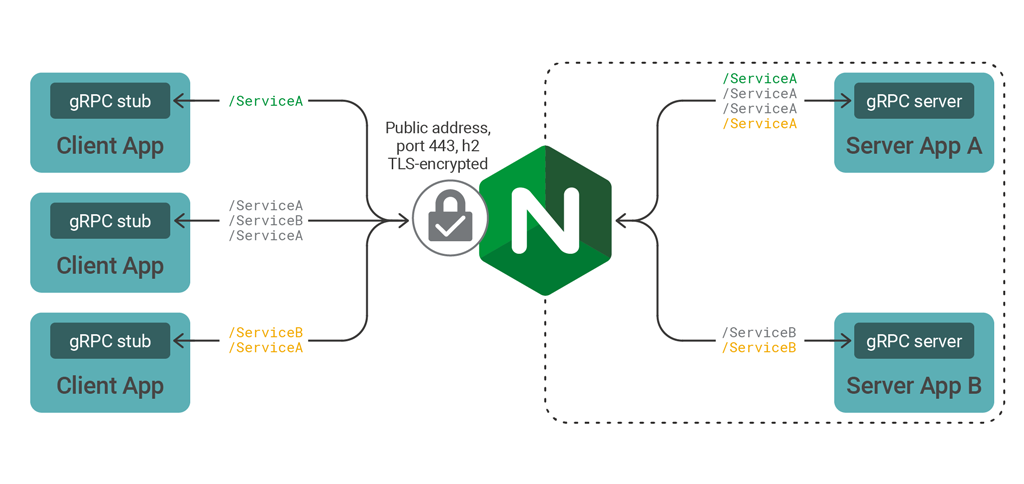 gRPC stub
Client App
/ServiceA
gRPC stub
Client App
/ServiceA
/ServiceB
/ServiceA
gRPC stub
Client App
/ServiceB
/ServiceA
Public address,
port 443, h2
TLS-encrypted
N
/ServiceA
/ServiceA
/ServiceA
/ServiceA
gRPC server
Server App A
/ServiceB
/ServiceB
gRPC server
Server App B